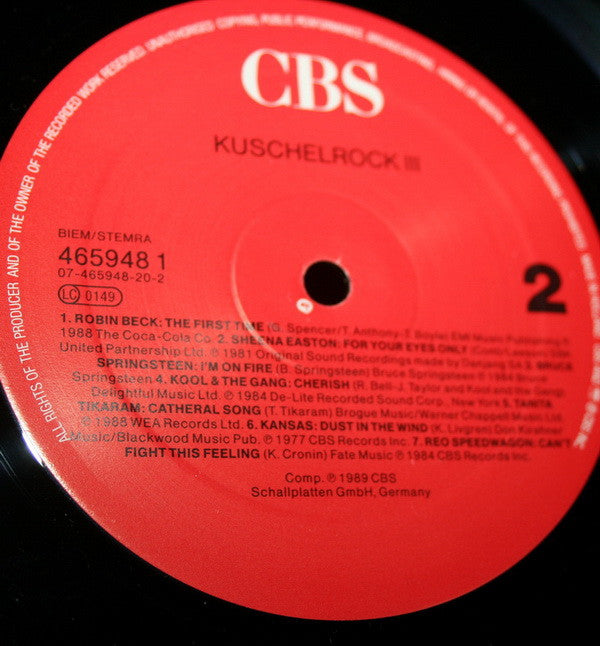 CBS
KUSCHELROCK III
BIEM/STEMRA
465948 1
07-465948-20-2
LC 0149
2
1. ROBIN BECK: THE FIRST TIME (G. Spencer/T. Anthony-T. Boyle) EMI Music Publishing
1988 The Coca-Cola Co. 2. SHEENA EASTON: FOR YOUR EYES ONLY
United Partnership Ltd. ℗ 1981 Original Sound Recordings made by 3. BRUCE
SPRINGSTEEN: I'M ON FIRE (B. Springsteen) Bruce Springsteen ℗ 1984 Bruce
Springsteen 4. KOOL & THE GANG: CHERISH (R. Bell-J. Taylor and Kool and the Gang)
Delightful Music Ltd. ℗ 1984 De-Lite Recorded Sound Corp., New York 5. TANITA
TIKARAM: CATHERAL SONG (T. Tikaram) Brogue Music/Werner Chappell Music Ltd
℗ 1988 WEA Records Ltd. 6. KANSAS: DUST IN THE WIND (K. Livgren) Don Kirshner
Music/Blackwood Music Pub. ℗ 1977 CBS Records Inc. 7. REO SPEEDWAGON: CAN'T
FIGHT THIS FEELING (K. Cronin) Fate Music ℗ 1984 CBS Records Inc.
Comp. ℗ 1989 CBS
Schallplatten GmbH, Germany
ALL RIGHTS OF THE PRODUCER AND OF THE OWNER OF THE RECORDED WORK RESERVED. UNAUTHORISED COPYING, PUBLIC PERFORMANCE, BROADCASTING,